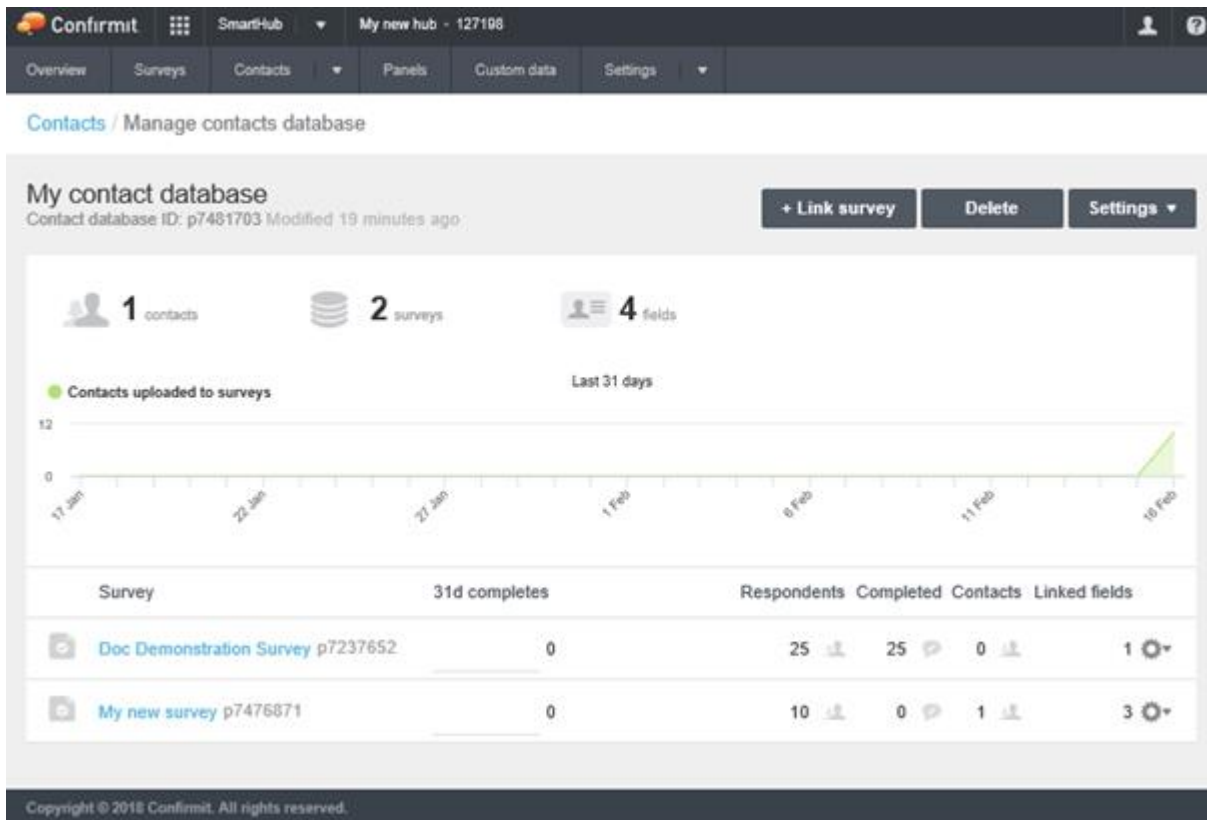 Confirmit SmartHub My new hub - 127198
Overview Surveys Contacts Panels Custom data Settings
Contacts / Manage contacts database
My contact database
Contact database ID: p7481703 Modified 19 minutes ago
+ Link survey Delete Settings
1 contacts 2 surveys 4 fields
Contacts uploaded to surveys Last 31 days
12
0
17 Jan 22 Jan 27 Jan 1 Feb 6 Feb 11 Feb 16 Feb
Survey 31d completes Respondents Completed Contacts Linked fields
Doc Demonstration Survey p7237652 0 25 25 0 1
My new survey p7476871 0 10 0 1 3
Copyright © 2018 Confirmit. All rights reserved.